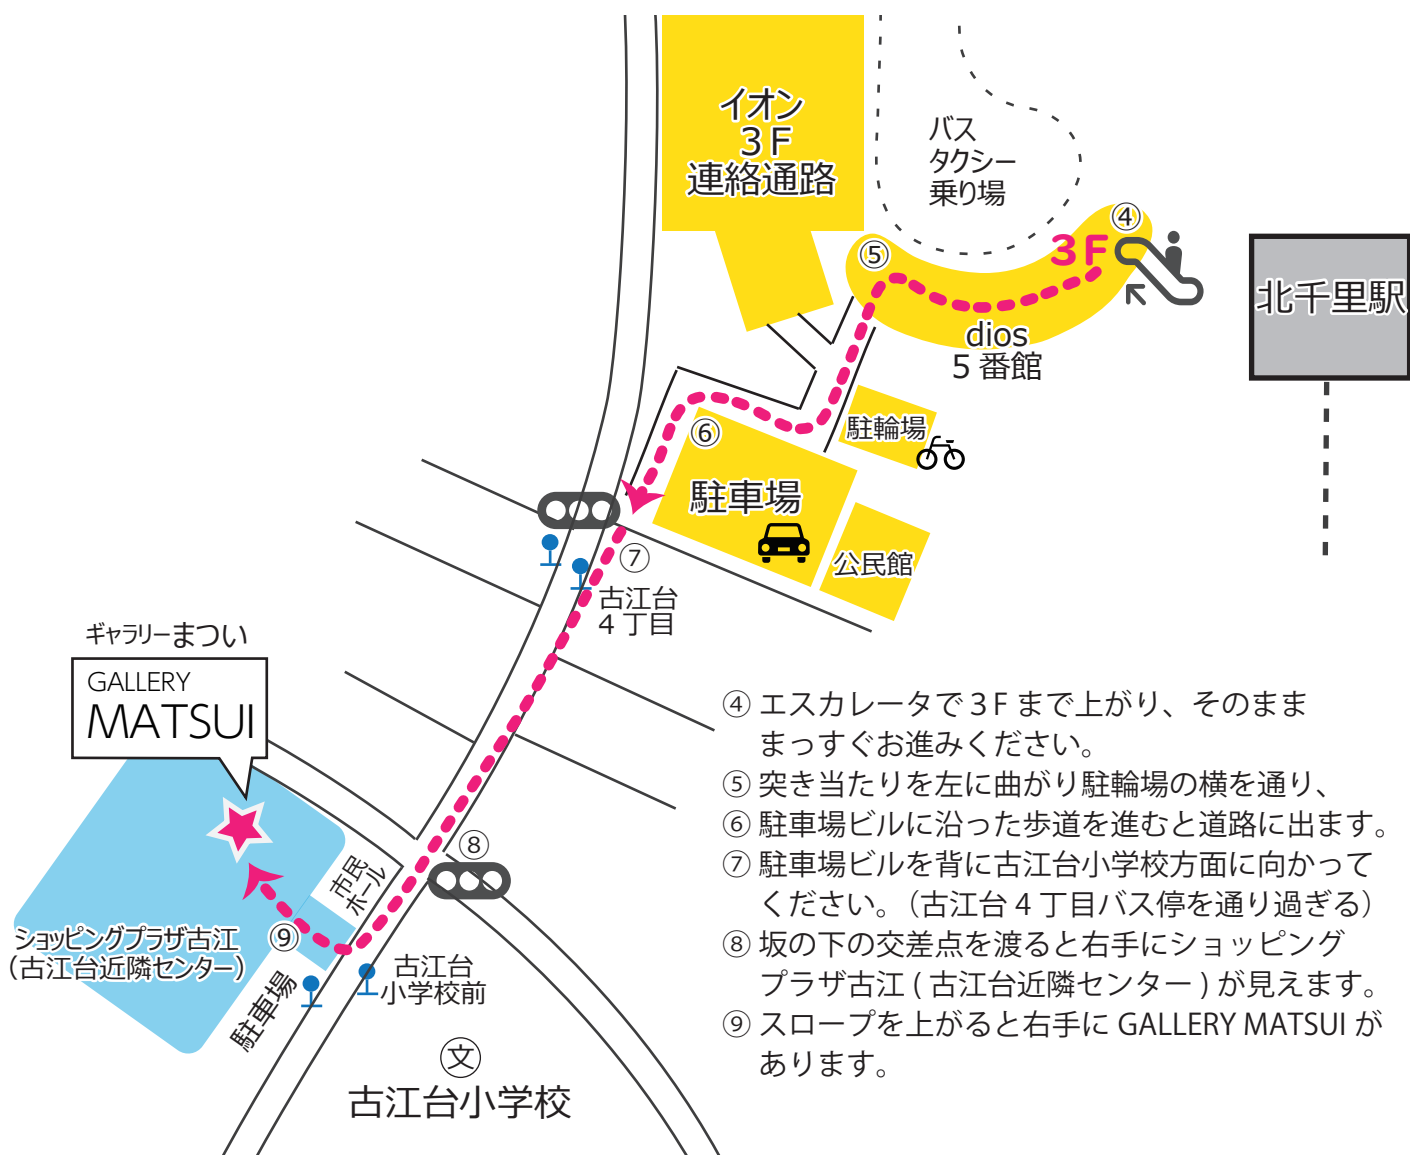 イオン
３F
連絡通路
バス
タクシー
乗り場
④
３F
⑤
北千里駅
dios
５番館
駐輪場
⑥
駐車場
公民館
⑦
古江台
４丁目
ギャラリーまつい
GALLERY
MATSUI
⑧
市民
ホール
⑨
ショッピングプラザ古江
（古江台近隣センター）
駐車場
古江台
小学校前
文
古江台小学校
④ エスカレータで３F まで上がり、そのまま
まっすぐお進みください。
⑤ 突き当たりを左に曲がり駐輪場の横を通り、
⑥ 駐車場ビルに沿った歩道を進むと道路に出ます。
⑦ 駐車場ビルを背に古江台小学校方面に向かって
ください。（古江台４丁目バス停を通り過ぎる）
⑧ 坂の下の交差点を渡ると右手にショッピング
プラザ古江 ( 古江台近隣センター ) が見えます。
⑨ スロープを上がると右手に GALLERY MATSUI が
あります。